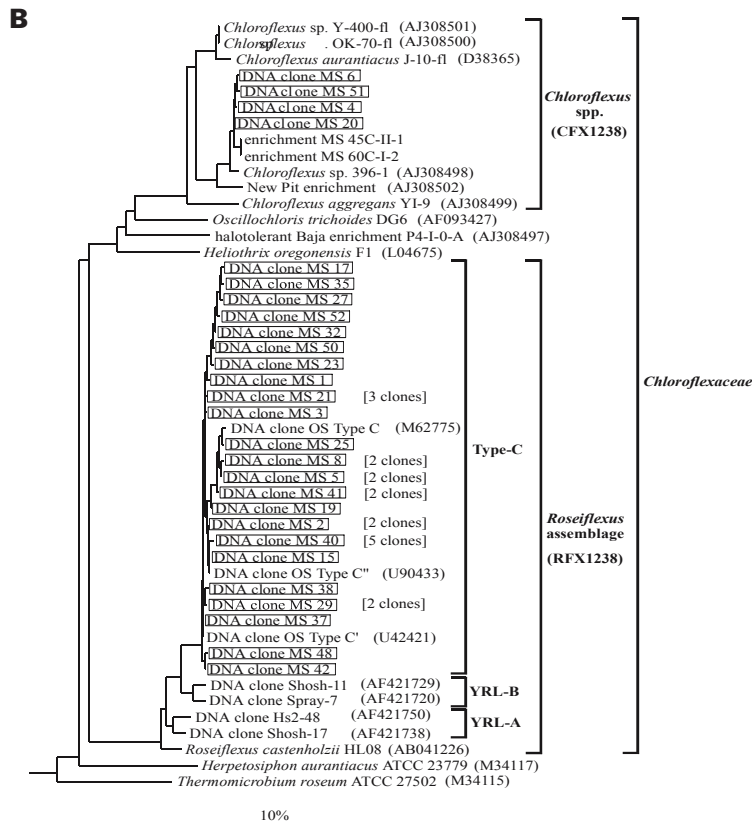 B
Chloroflexus sp. Y-400-fl (AJ308501)
Chloroflexus sp. OK-70-fl (AJ308500)
Chloroflexus aurantiacus J-10-fl (D38365)
DNA clone MS 6
DNA clone MS 51
DNA clone MS 4
DNA clone MS 20
enrichment MS 45C-II-1
enrichment MS 60C-I-2
Chloroflexus sp. 396-1 (AJ308498)
New Pit enrichment (AJ308502)
Chloroflexus aggregans YI-9 (AJ308499)
Chloroflexus
spp.
(CFX1238)
Oscillochloris trichoides DG6 (AF093427)
halotolerant Baja enrichment P4-I-0-A (AJ308497)
Heliothrix oregonensis F1 (L04675)
DNA clone MS 17
DNA clone MS 35
DNA clone MS 27
DNA clone MS 52
DNA clone MS 32
DNA clone MS 50
DNA clone MS 23
DNA clone MS 1
DNA clone MS 21 [3 clones]
DNA clone MS 3
DNA clone OS Type C (M62775)
DNA clone MS 25
DNA clone MS 8 [2 clones]
DNA clone MS 5 [2 clones]
DNA clone MS 41 [2 clones]
DNA clone MS 19
DNA clone MS 2 [2 clones]
DNA clone MS 40 [5 clones]
DNA clone MS 15
DNA clone OS Type C" (U90433)
DNA clone MS 38
DNA clone MS 29 [2 clones]
DNA clone MS 37
DNA clone OS Type C' (U42421)
DNA clone MS 48
DNA clone MS 42
Type-C
DNA clone Shosh-11 (AF421729)
DNA clone Spray-7 (AF421720)
YRL-B
DNA clone Hs2-48 (AF421750)
DNA clone Shosh-17 (AF421738)
YRL-A
Roseiflexus castenholzii HL08 (AB041226)
Roseiflexus
assemblage
(RFX1238)
Chloroflexaceae
Herpetosiphon aurantiacus ATCC 23779 (M34117)
Thermomicrobium roseum ATCC 27502 (M34115)
10%